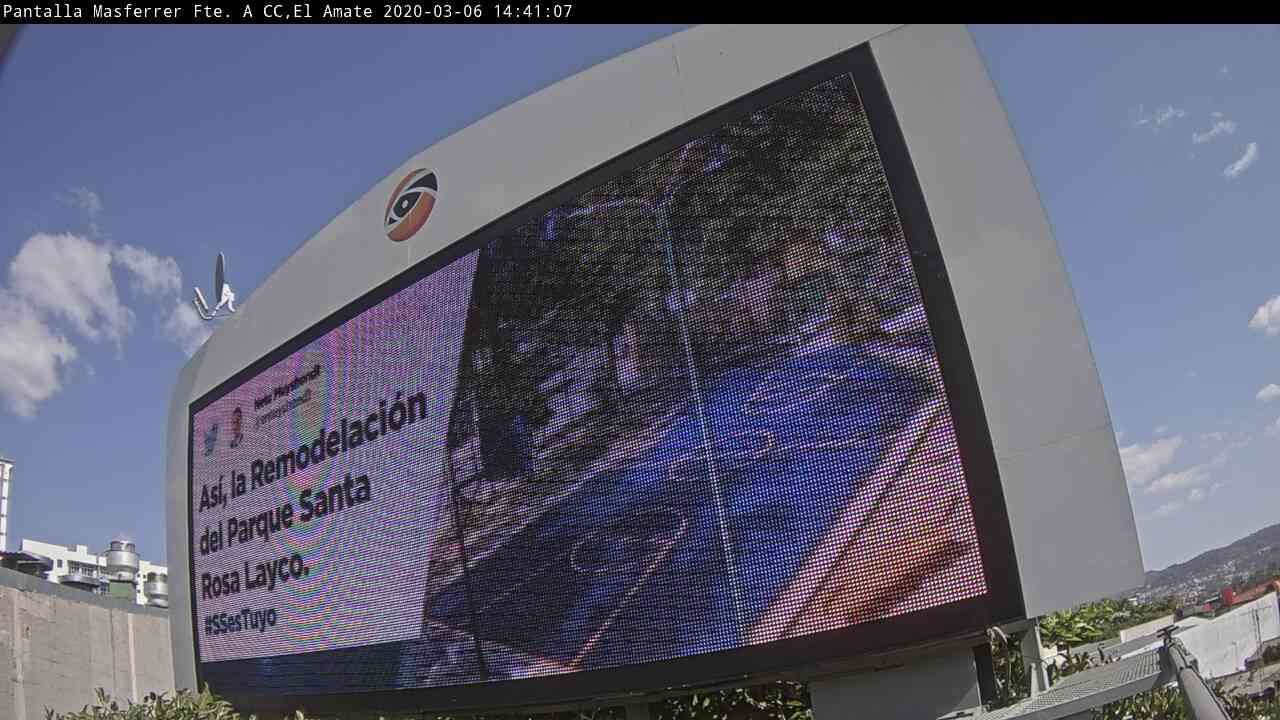 Pantalla Masferrer Fte. A CC,El Amate 2020-03-06 14:41:07
Así, la Remodelación
del Parque Santa
Rosa Layco.
#SSesTuyo